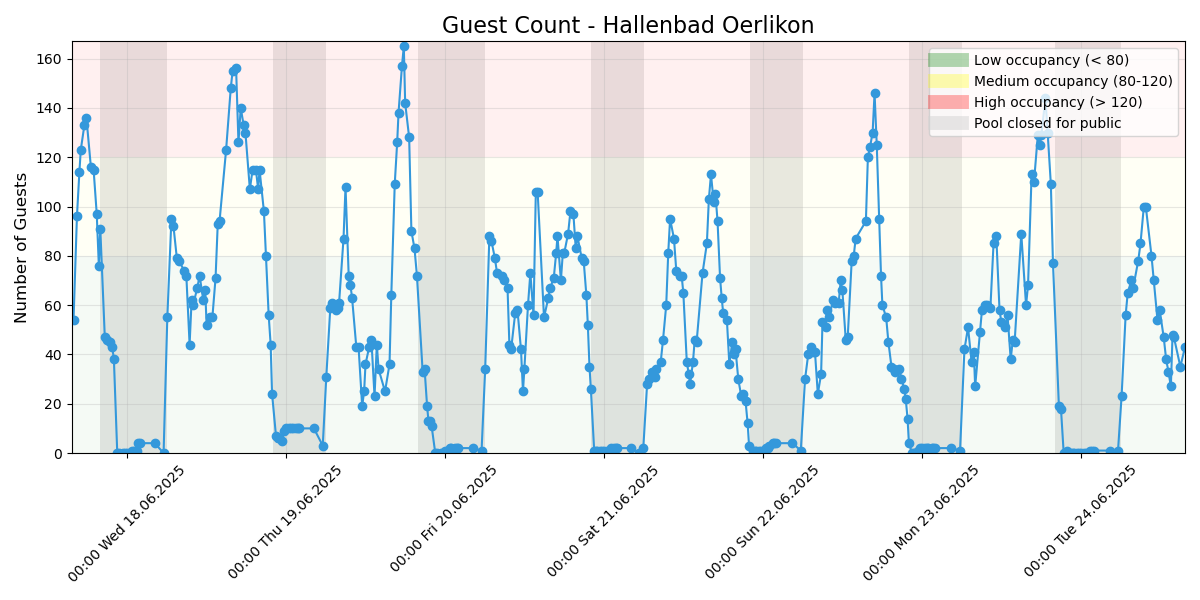 Guest Count - Hallenbad Oerlikon
Low occupancy (< 80)
Medium occupancy (80-120)
High occupancy (> 120)
Pool closed for public
Number of Guests
160
140
120
100
80
60
40
20
0
00:00 Wed 18.06.2025
00:00 Thu 19.06.2025
00:00 Fri 20.06.2025
00:00 Sat 21.06.2025
00:00 Sun 22.06.2025
00:00 Mon 23.06.2025
00:00 Tue 24.06.2025